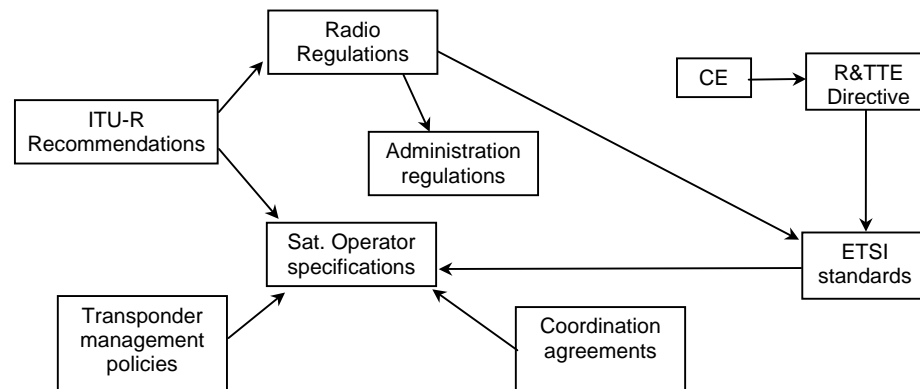 Radio
Regulations
CE
R&TTE
Directive
ITU-R
Recommendations
Administration
regulations
Sat. Operator
specifications
ETSI
standards
Transponder
management
policies
Coordination
agreements